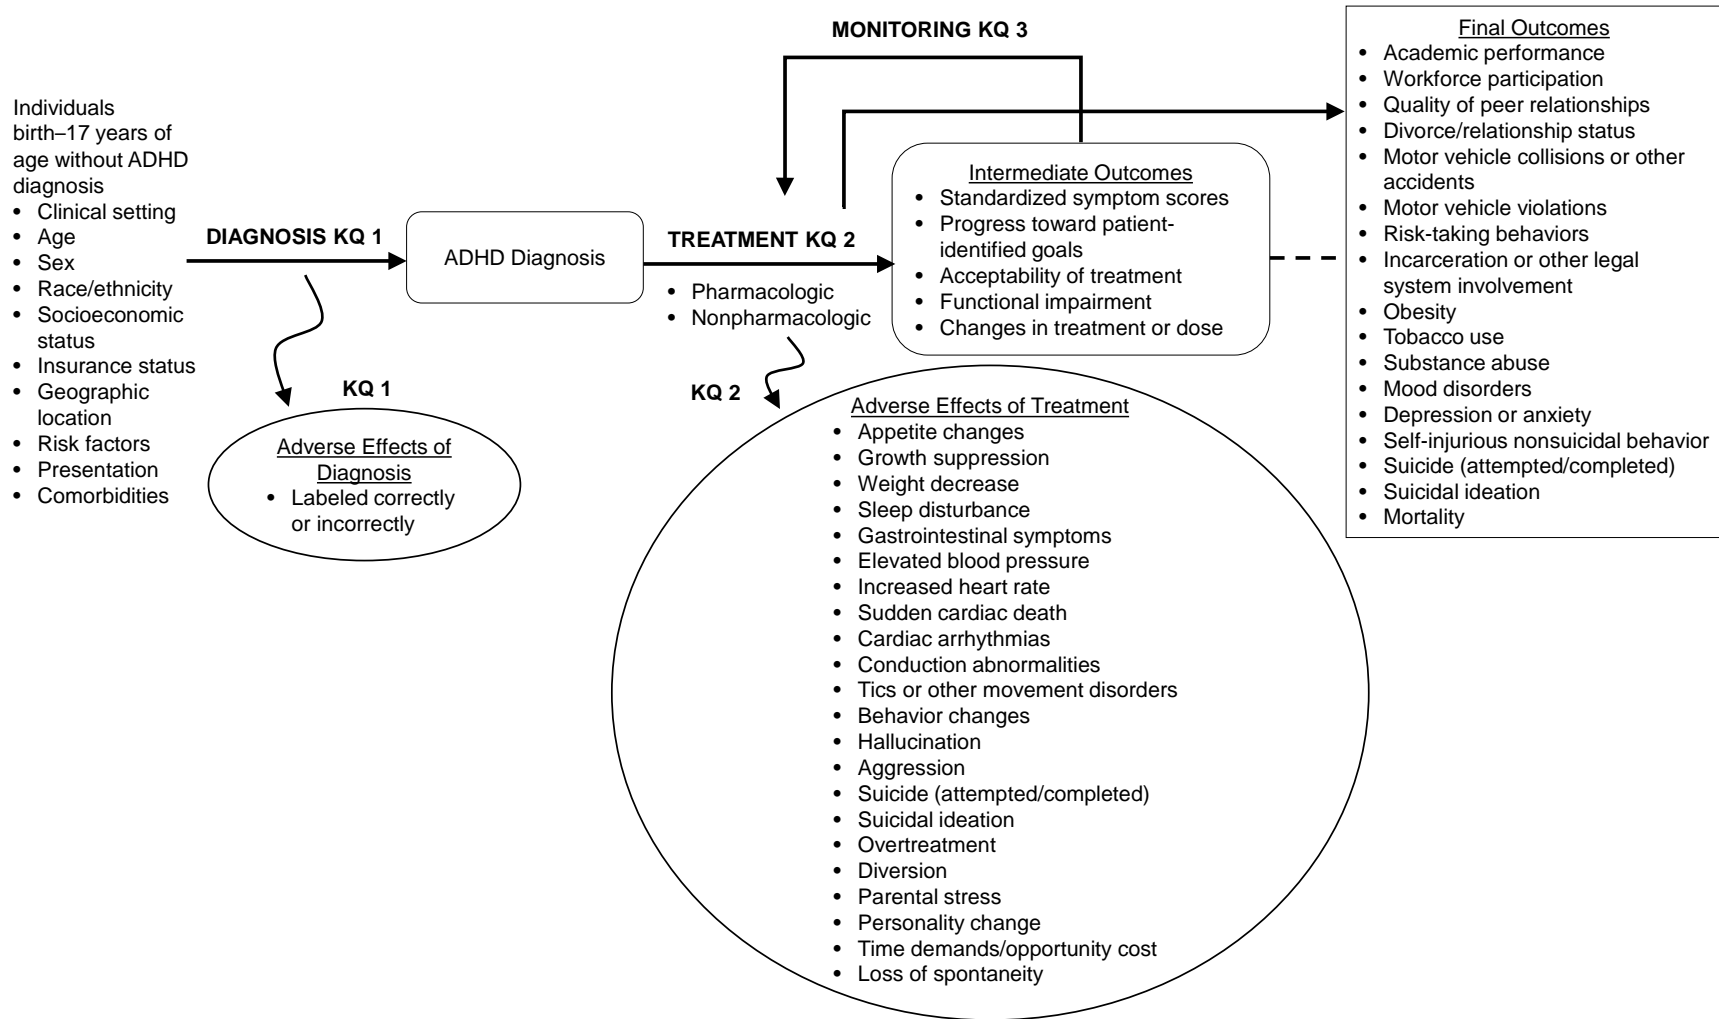 MONITORING KQ 3
Individuals
birth–17 years of
age without ADHD
diagnosis
• Clinical setting
• Age
• Sex
• Race/ethnicity
• Socioeconomic
status
• Insurance status
• Geographic
location
• Risk factors
• Presentation
• Comorbidities
DIAGNOSIS KQ 1
KQ 1
Adverse Effects of
Diagnosis
• Labeled correctly
or incorrectly
ADHD Diagnosis
TREATMENT KQ 2
• Pharmacologic
• Nonpharmacologic
KQ 2
Intermediate Outcomes
• Standardized symptom scores
• Progress toward patient-
identified goals
• Acceptability of treatment
• Functional impairment
• Changes in treatment or dose
Adverse Effects of Treatment
• Appetite changes
• Growth suppression
• Weight decrease
• Sleep disturbance
• Gastrointestinal symptoms
• Elevated blood pressure
• Increased heart rate
• Sudden cardiac death
• Cardiac arrhythmias
• Conduction abnormalities
• Tics or other movement disorders
• Behavior changes
• Hallucination
• Aggression
• Suicide (attempted/completed)
• Suicidal ideation
• Overtreatment
• Diversion
• Parental stress
• Personality change
• Time demands/opportunity cost
• Loss of spontaneity
Final Outcomes
• Academic performance
• Workforce participation
• Quality of peer relationships
• Divorce/relationship status
• Motor vehicle collisions or other
accidents
• Motor vehicle violations
• Risk-taking behaviors
• Incarceration or other legal
system involvement
• Obesity
• Tobacco use
• Substance abuse
• Mood disorders
• Depression or anxiety
• Self-injurious nonsuicidal behavior
• Suicide (attempted/completed)
• Suicidal ideation
• Mortality